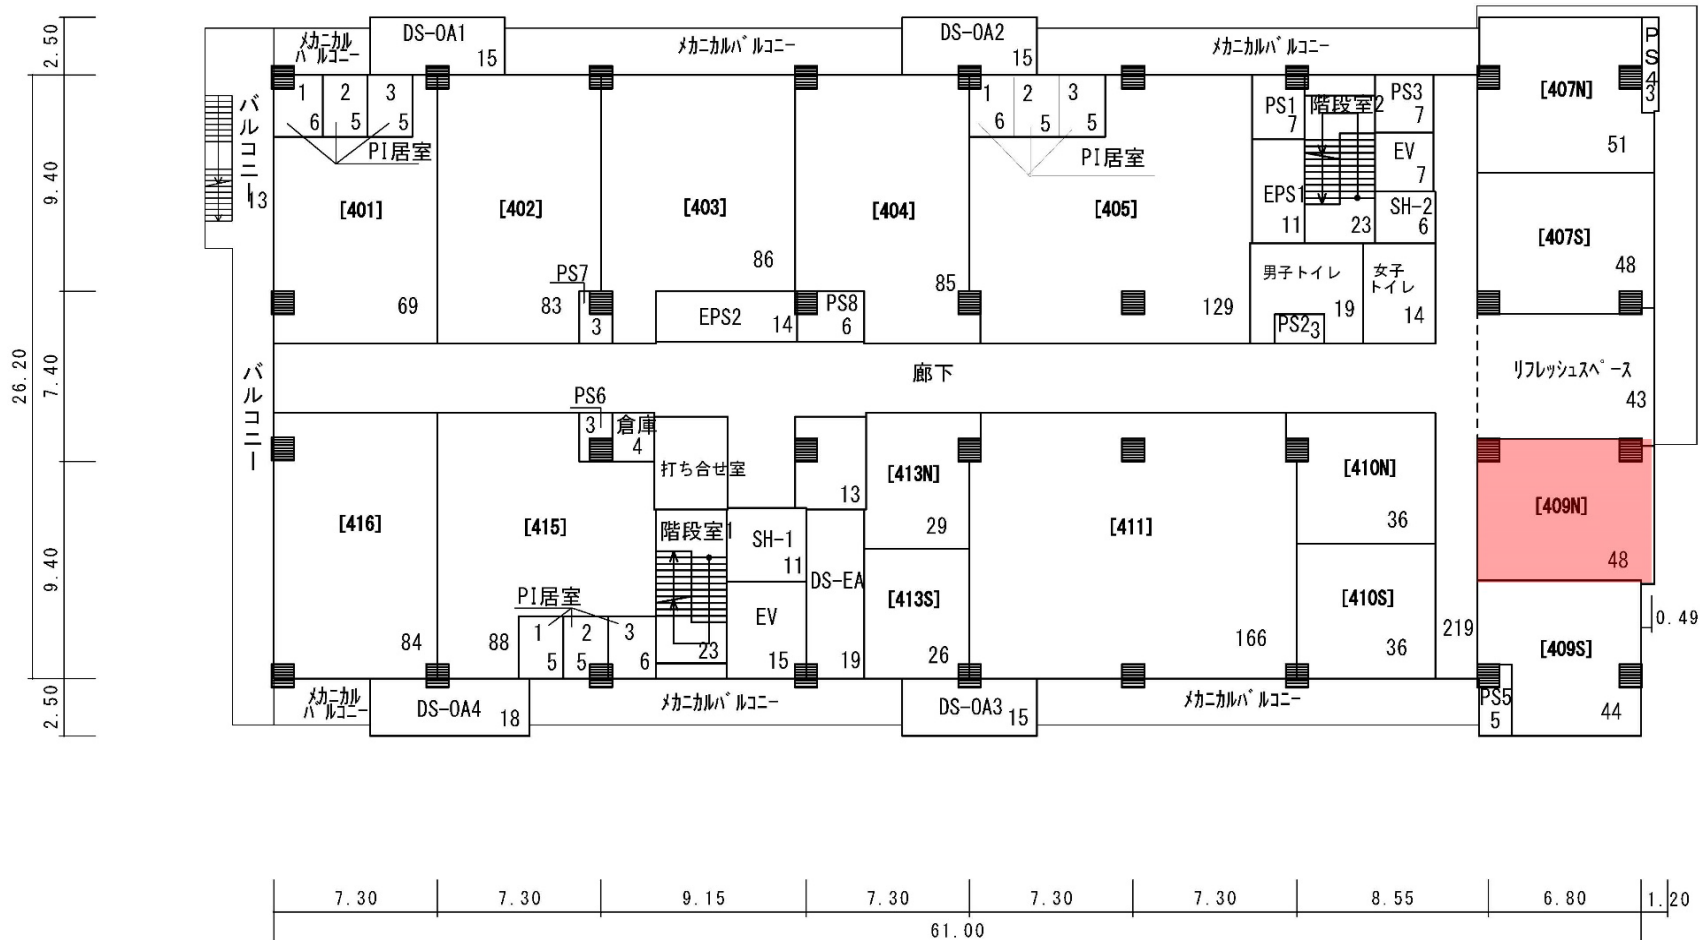 メカニカル
バルコニー
DS-OA1
15
メカニカルバルコニー
DS-OA2
15
メカニカルバルコニー
PS4
3
2.50
9.40
7.40
26.20
9.40
2.50
バルコニー
13
1
6
2
5
3
5
PI居室
[401]
69
[402]
83
PS7
3
[403]
86
EPS2
14
[404]
85
PS8
6
1
6
2
5
3
5
PI居室
[405]
129
PS1
7
階段室2
23
PS3
7
EV
7
EPS1
11
SH-2
6
男子トイレ
19
PS2
3
女子
トイレ
14
[407N]
51
[407S]
48
リフレッシュスペース
43
廊下
219
バルコニー
[416]
84
PS6
3
倉庫
4
打ち合せ室
[415]
88
PI居室
1
5
2
5
3
6
階段室1
23
SH-1
11
EV
15
13
DS-EA
19
[413N]
29
[413S]
26
[411]
166
[410N]
36
[410S]
36
[409N]
48
[409S]
44
PS5
5
0.49
メカニカル
バルコニー
DS-OA4
18
メカニカルバルコニー
DS-OA3
15
メカニカルバルコニー
7.30
7.30
9.15
7.30
7.30
7.30
8.55
6.80
1.20
61.00